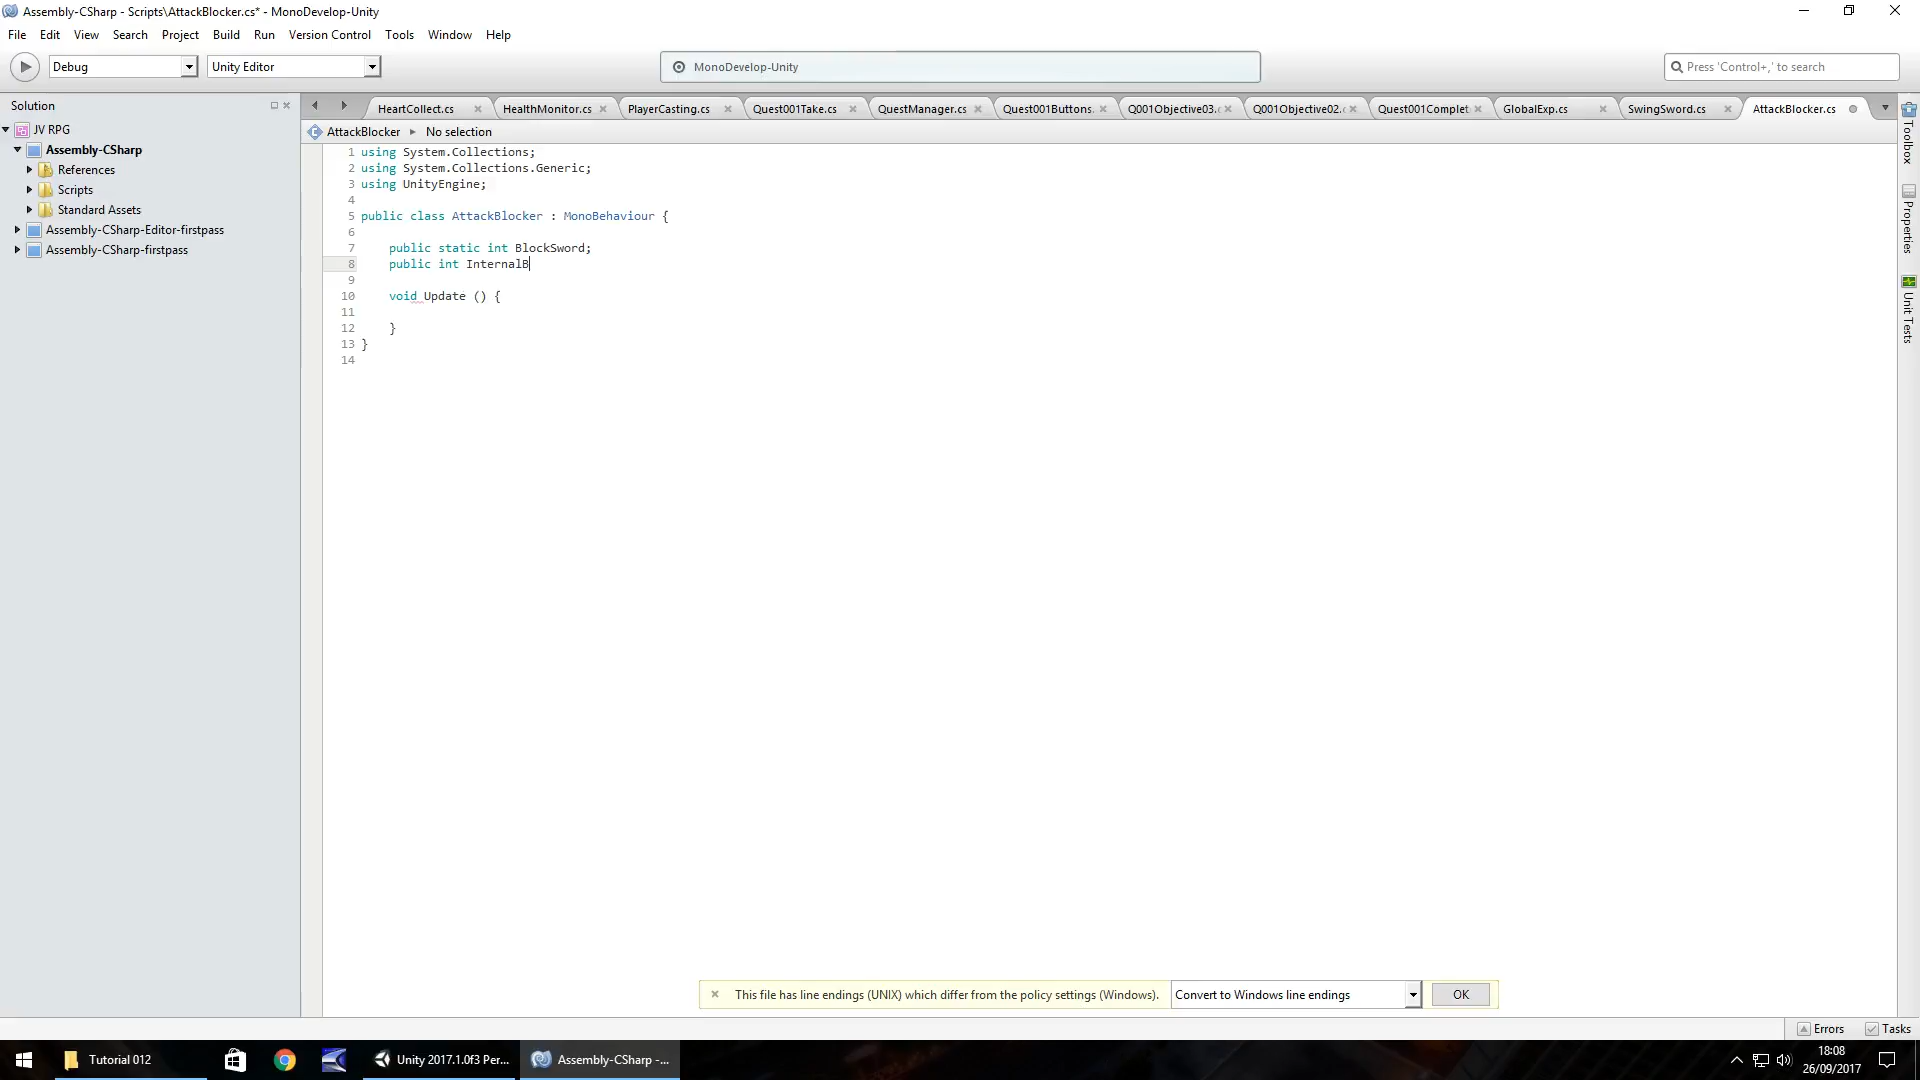 Assembly-CSharp - Scripts\AttackBlocker.cs* - MonoDevelop-Unity
File Edit View Search Project Build Run Version Control Tools Window Help
Debug Unity Editor MonoDevelop-Unity Press 'Control+,' to search
Solution
JV RPG
Assembly-CSharp
References
Scripts
Standard Assets
Assembly-CSharp-Editor-firstpass
Assembly-CSharp-firstpass
HeartCollect.cs HealthMonitor.cs PlayerCasting.cs Quest001Take.cs QuestManager.cs Quest001Buttons. Q001Objective03. Q001Objective02. Quest001Complet GlobalExp.cs SwingSword.cs AttackBlocker.cs
AttackBlocker No selection
1 using System.Collections;
2 using System.Collections.Generic;
3 using UnityEngine;
4
5 public class AttackBlocker : MonoBehaviour {
6
7 public static int BlockSword;
8 public int InternalB
9
10 void Update () {
11
12 }
13 }
14
Toolbox
Properties
Unit Tests
This file has line endings (UNIX) which differ from the policy settings (Windows). Convert to Windows line endings OK
Errors Tasks
Tutorial 012 Unity 2017.1.0f3 Per... Assembly-CSharp -...
18:08
26/09/2017